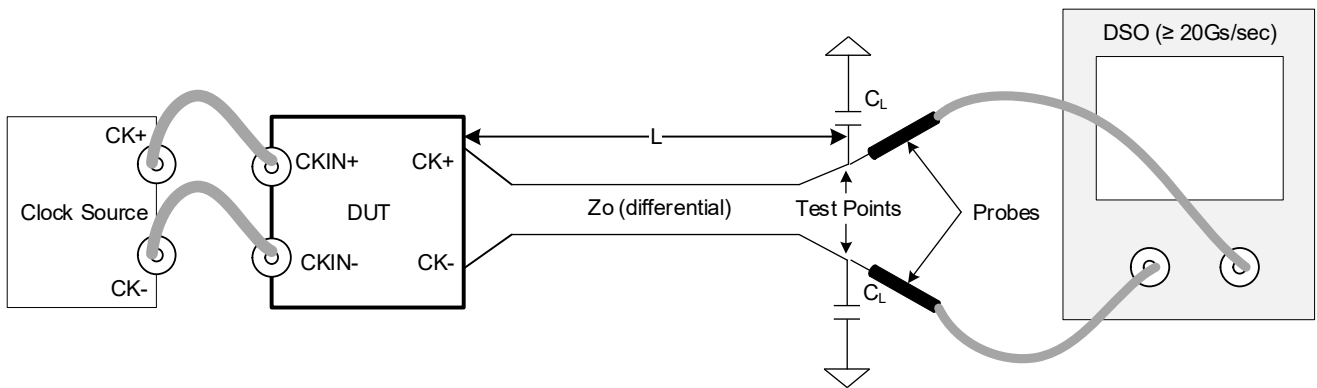 DSO (≥ 20Gs/sec)
CL
CK+
CKIN+
CK+
L
Clock Source
DUT
Zo (differential)
Test Points
Probes
CK-
CKIN-
CK-
CL